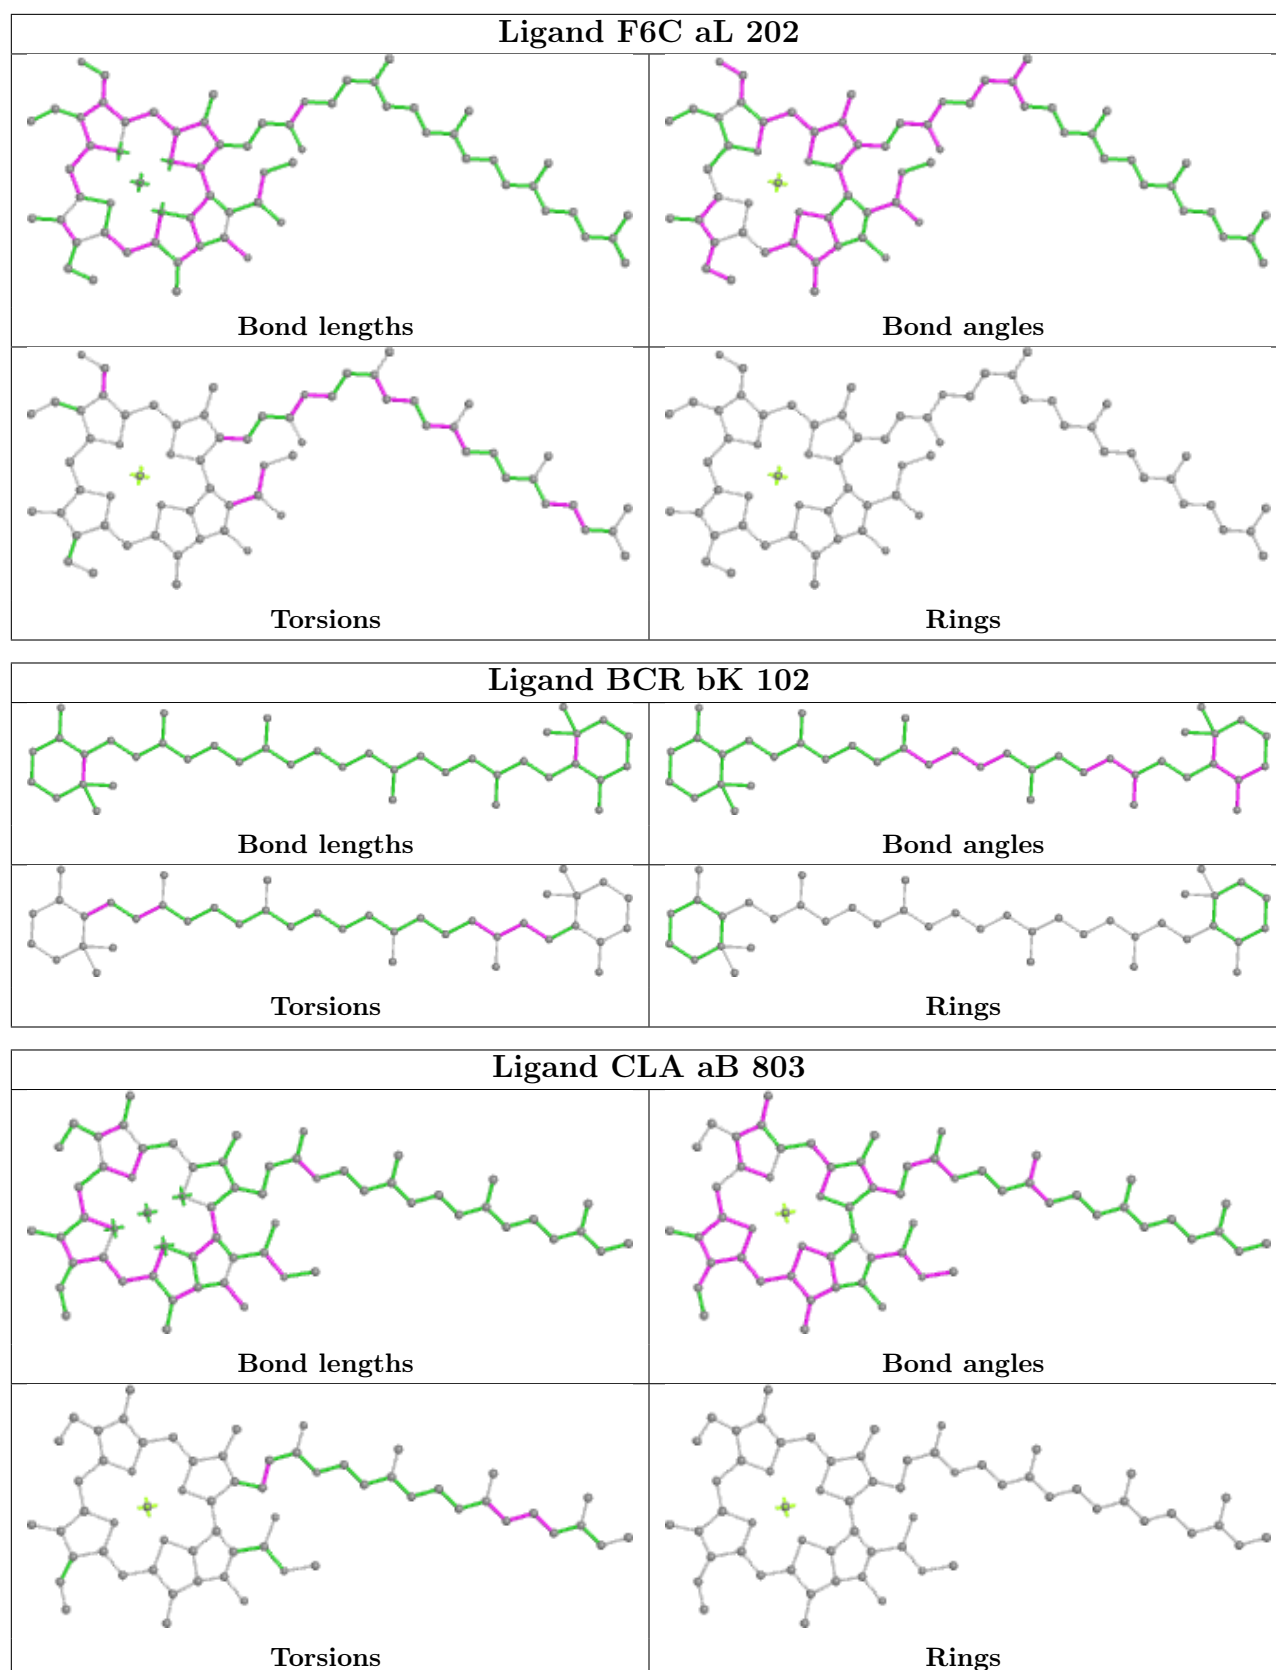 Ligand F6C aL 202
Bond lengths
Bond angles
Torsions
Rings
Ligand BCR bK 102
Bond lengths
Bond angles
Torsions
Rings
Ligand CLA aB 803
Bond lengths
Bond angles
Torsions
Rings